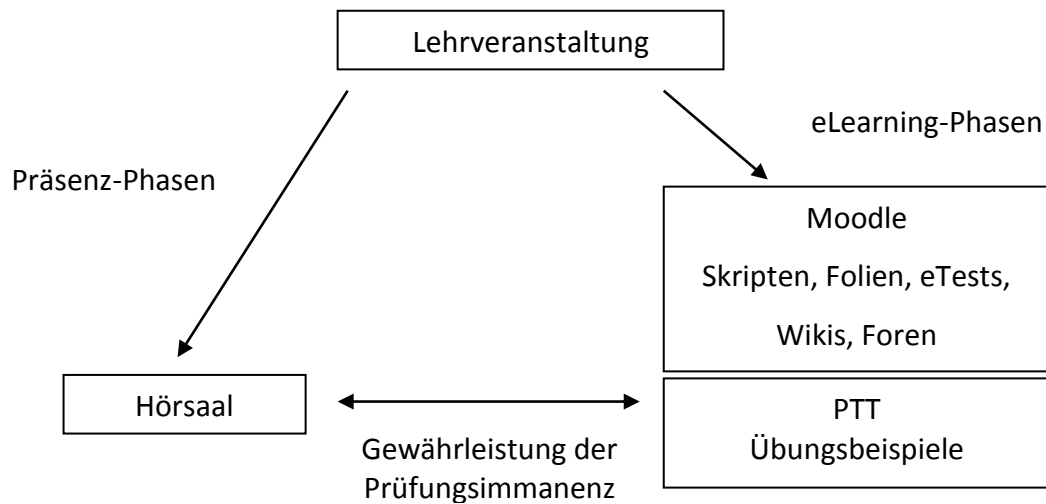 Lehrveranstaltung
eLearning-Phasen
Präsenz-Phasen
Moodle
Skripten, Folien, eTests,
Wikis, Foren
Hörsaal
PTT
Übungsbeispiele
Gewährleistung der
Prüfungsimmanenz